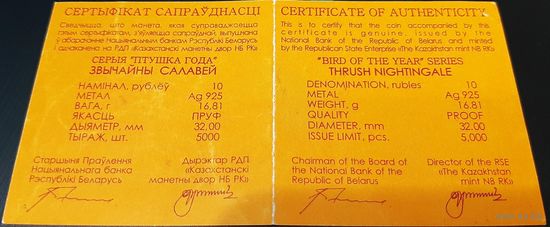 СЕРТЫФІКАТ САПРАЎДНАСЦІ
Сведчыцца, што манета, якая суправаджаецца
гэтым сертыфікатам, з'яўляецца сапраўднай, выпушчана
ў абарачэнне Нацыянальным банкам Рэспублікі Беларусь
і адчаканена на РДП «Казахстанскі манетны двор НБ РК»
СЕРЫЯ "ПТУШКА ГОДА"
ЗВЫЧАЙНЫ САЛАВЕЙ
НАМІНАЛ, рублёў 10
МЕТАЛ Ag 925
ВАГА, г 16,81
ЯКАСЦЬ ПРУФ
ДЫЯМЕТР, мм 32,00
ТЫРАЖ, шт. 5000
Старшыня Праўлення
Нацыянальнага банка
Рэспублікі Беларусь
Дырэктар РДП
«Казахстанскі
манетны двор НБ РК»
CERTIFICATE OF AUTHENTICITY
This is to certify that the coin accompanied by this
certificate is genuine, issued by the
National Bank of the Republic of Belarus and minted
by the Republican State Enterprise «The Kazakhstan mint NB RK»
"BIRD OF THE YEAR" SERIES
THRUSH NIGHTINGALE
DENOMINATION, rubles 10
METAL Ag 925
WEIGHT, g 16.81
QUALITY PROOF
DIAMETER, mm 32.00
ISSUE LIMIT, pcs. 5,000
Chairman of the Board of
the National Bank of the
Republic of Belarus
Director of the RSE
«The Kazakhstan
mint NB RK»